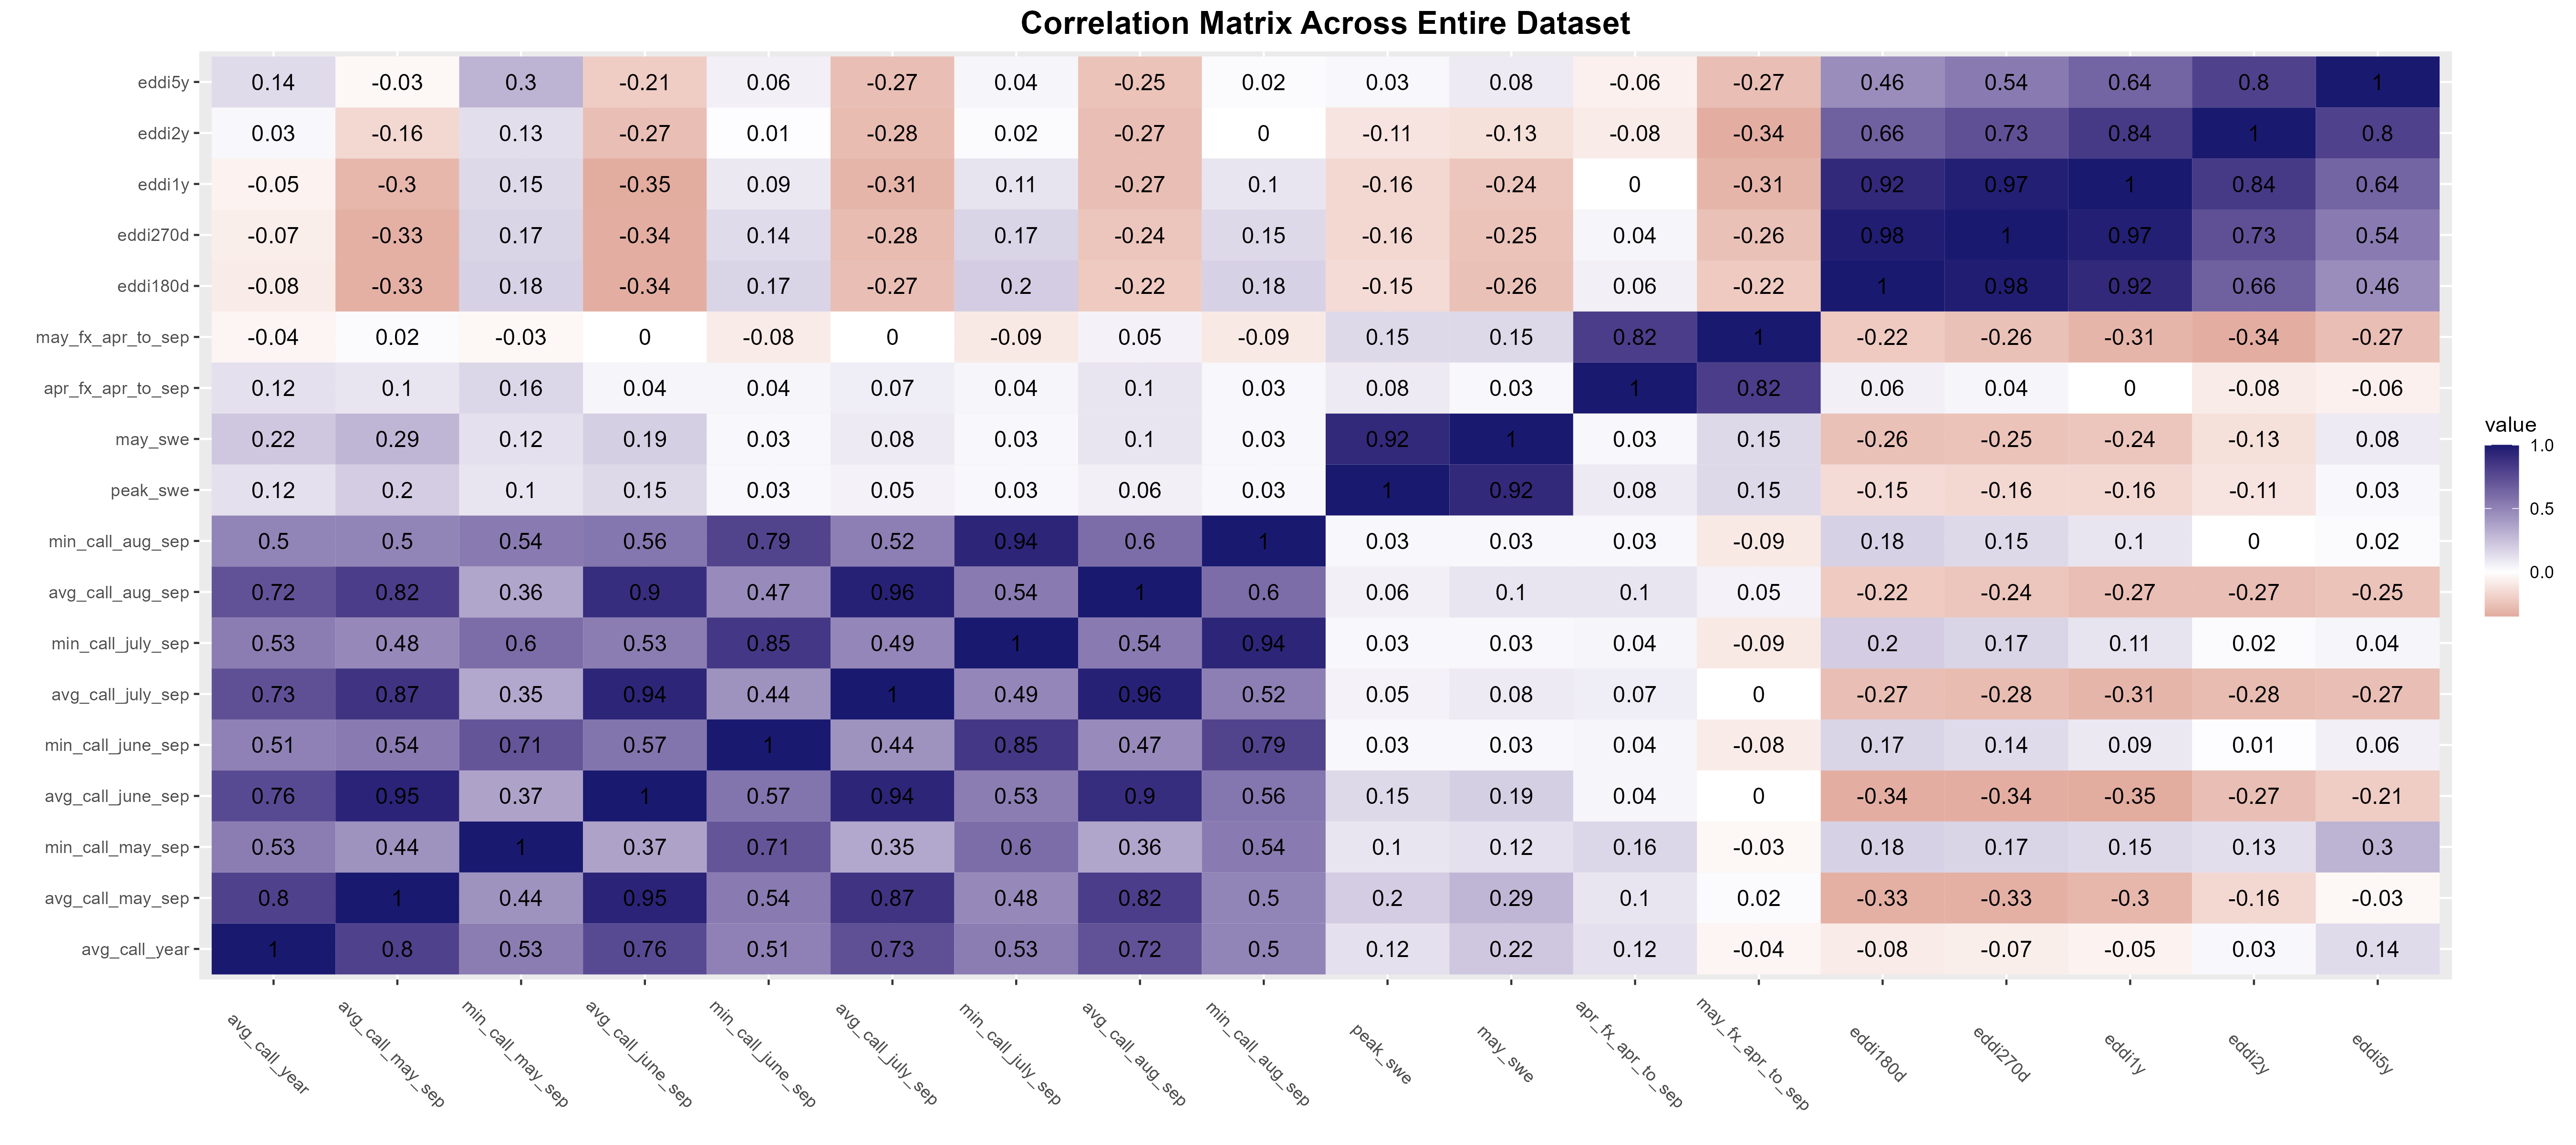 Correlation Matrix Across Entire Dataset
eddi5y 0.14 -0.03 0.3 -0.21 0.06 -0.27 0.04 -0.25 0.02 0.03 0.08 -0.06 -0.27 0.46 0.54 0.64 0.8 1
eddi2y 0.03 -0.16 0.13 -0.27 0.01 -0.28 0.02 -0.27 0 -0.11 -0.13 -0.08 -0.34 0.66 0.73 0.84 1 0.8
eddi1y -0.05 -0.3 0.15 -0.35 0.09 -0.31 0.11 -0.27 0.1 -0.16 -0.24 0 -0.31 0.92 0.97 1 0.84 0.64
eddi270d -0.07 -0.33 0.17 -0.34 0.14 -0.28 0.17 -0.24 0.15 -0.16 -0.25 0.04 -0.26 0.98 1 0.97 0.73 0.54
eddi180d -0.08 -0.33 0.18 -0.34 0.17 -0.27 0.2 -0.22 0.18 -0.15 -0.26 0.06 -0.22 1 0.98 0.92 0.66 0.46
may_fx_apr_to_sep -0.04 0.02 -0.03 0 -0.08 0 -0.09 0.05 -0.09 0.15 0.15 0.82 1 -0.22 -0.26 -0.31 -0.34 -0.27
apr_fx_apr_to_sep 0.12 0.1 0.16 0.04 0.04 0.07 0.04 0.1 0.03 0.08 0.03 1 0.82 0.06 0.04 0 -0.08 -0.06
may_swe 0.22 0.29 0.12 0.19 0.03 0.08 0.03 0.1 0.03 0.92 1 0.03 0.15 -0.26 -0.25 -0.24 -0.13 0.08
peak_swe 0.12 0.2 0.1 0.15 0.03 0.05 0.03 0.06 0.03 1 0.92 0.08 0.15 -0.15 -0.16 -0.16 -0.11 0.03
min_call_aug_sep 0.5 0.5 0.54 0.56 0.79 0.52 0.94 0.6 1 0.03 0.03 0.03 -0.09 0.18 0.15 0.1 0 0.02
avg_call_aug_sep 0.72 0.82 0.36 0.9 0.47 0.96 0.54 1 0.6 0.06 0.1 0.1 0.05 -0.22 -0.24 -0.27 -0.27 -0.25
min_call_july_sep 0.53 0.48 0.6 0.53 0.85 0.49 1 0.54 0.94 0.03 0.03 0.04 -0.09 0.2 0.17 0.11 0.02 0.04
avg_call_july_sep 0.73 0.87 0.35 0.94 0.44 1 0.49 0.96 0.52 0.05 0.08 0.07 0 -0.27 -0.28 -0.31 -0.28 -0.27
min_call_june_sep 0.51 0.54 0.71 0.57 1 0.44 0.85 0.47 0.79 0.03 0.03 0.04 -0.08 0.17 0.14 0.09 0.01 0.06
avg_call_june_sep 0.76 0.95 0.37 1 0.57 0.94 0.53 0.9 0.56 0.15 0.19 0.04 0 -0.34 -0.34 -0.35 -0.27 -0.21
min_call_may_sep 0.53 0.44 1 0.37 0.71 0.35 0.6 0.36 0.54 0.1 0.12 0.16 -0.03 0.18 0.17 0.15 0.13 0.3
avg_call_may_sep 0.8 1 0.44 0.95 0.54 0.87 0.48 0.82 0.5 0.2 0.29 0.1 0.02 -0.33 -0.33 -0.3 -0.16 -0.03
avg_call_year 1 0.8 0.53 0.76 0.51 0.73 0.53 0.72 0.5 0.12 0.22 0.12 -0.04 -0.08 -0.07 -0.05 0.03 0.14
avg_call_year avg_call_may_sep min_call_may_sep avg_call_june_sep min_call_june_sep avg_call_july_sep min_call_july_sep avg_call_aug_sep min_call_aug_sep peak_swe may_swe apr_fx_apr_to_sep may_fx_apr_to_sep eddi180d eddi270d eddi1y eddi2y eddi5y
value
1.0
0.5
0.0